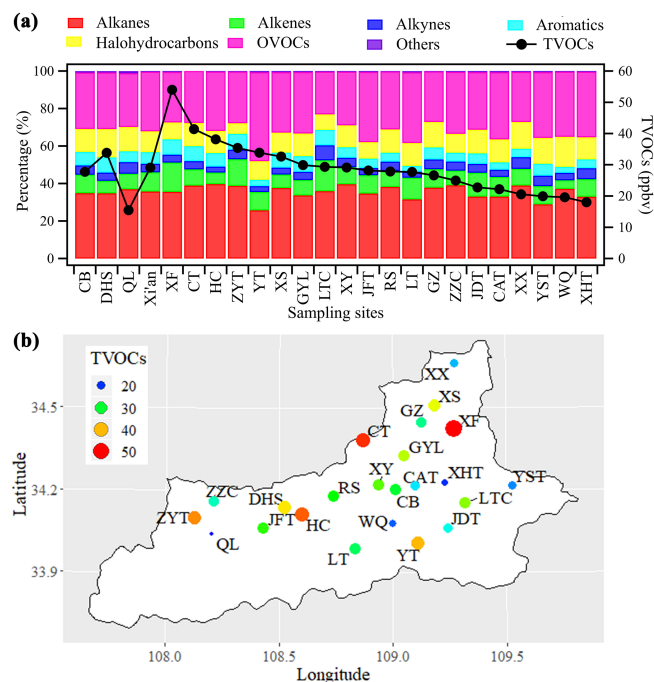 (a)
Alkanes Alkenes Alkynes Aromatics
Halohydrocarbons OVOCs Others TVOCs
Percentage (%)
100
80
60
40
20
0
TVOCs (ppbv)
60
50
40
30
20
10
0
CB DHS QL Xi'an XF CT HC ZYT YT XS GYL LTC XY JFT RS LT GZ ZZC JDT CAT XX YST WQ XHT
Sampling sites
(b)
TVOCs
20
30
40
50
Latitude
34.5
34.2
33.9
XX
XS
GZ
XF
CT
GYL
XY
CAT
XHT
YST
ZZC
DHS
RS
CB
LTC
ZYT
JFT
HC
WQ
JDT
QL
LT
YT
108.0 108.5 109.0 109.5
Longitude